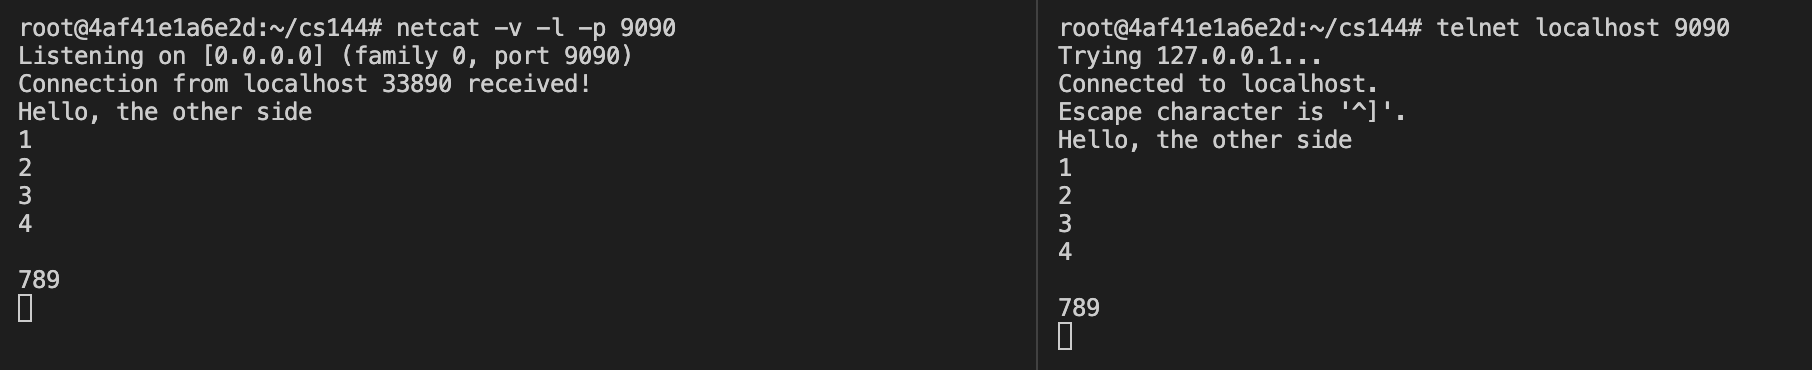 root@4af41e1a6e2d:~/cs144# netcat -v -l -p 9090
Listening on [0.0.0.0] (family 0, port 9090)
Connection from localhost 33890 received!
Hello, the other side
1
2
3
4
789
root@4af41e1a6e2d:~/cs144# telnet localhost 9090
Trying 127.0.0.1...
Connected to localhost.
Escape character is '^]'.
Hello, the other side
1
2
3
4
789